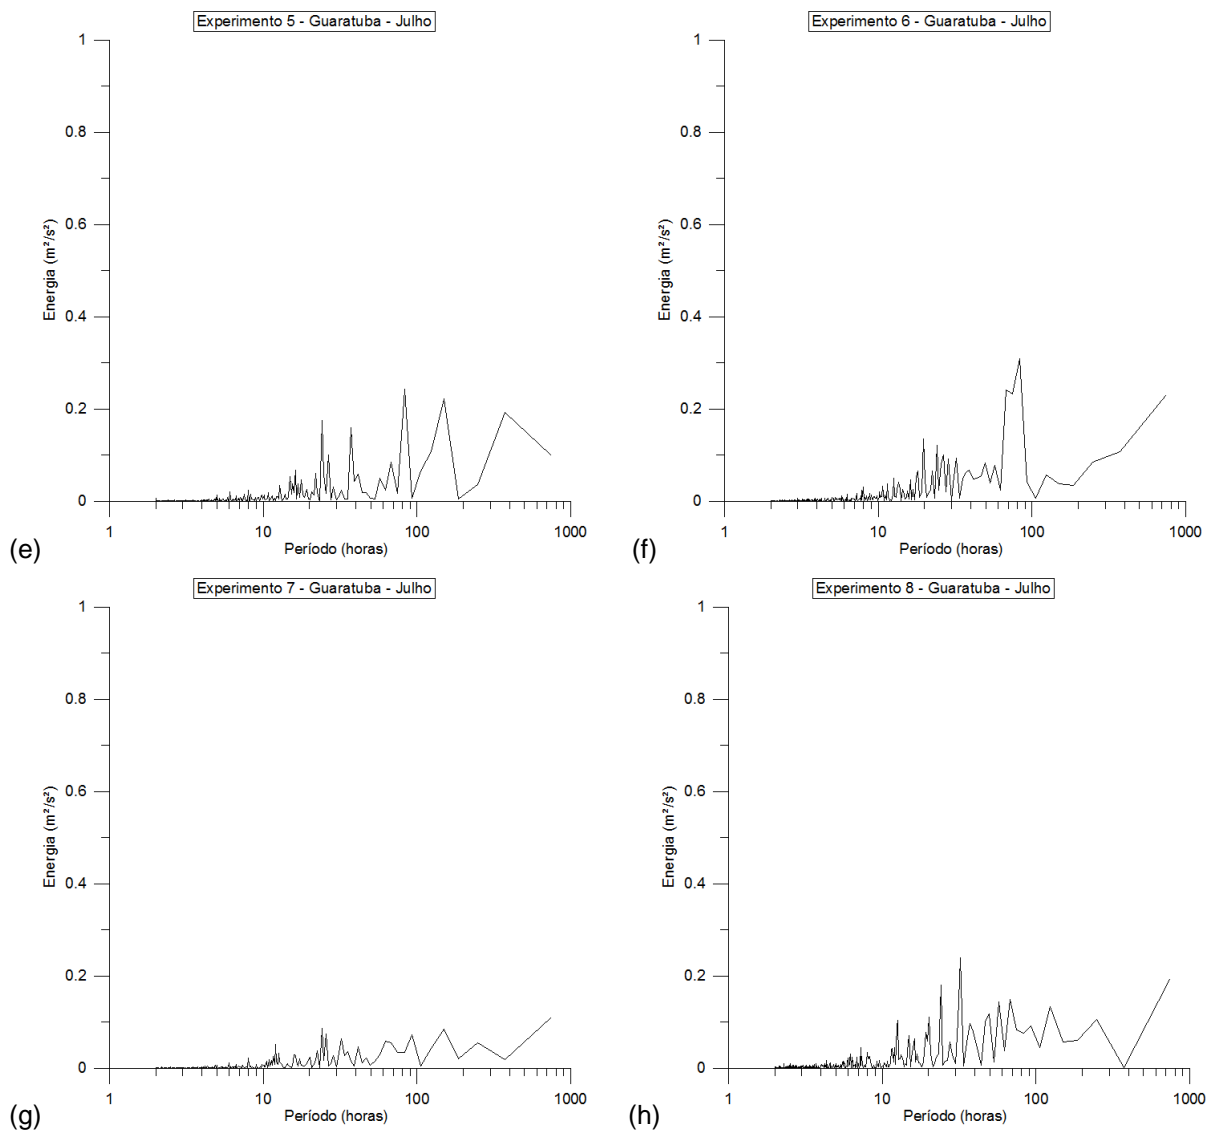 Experimento 5 - Guaratuba - Julho
1
0.8
0.6
0.4
0.2
0
Energia (m²/s²)
1 10 100 1000
Período (horas)
(e)
Experimento 6 - Guaratuba - Julho
1
0.8
0.6
0.4
0.2
0
Energia (m²/s²)
1 10 100 1000
Período (horas)
(f)
Experimento 7 - Guaratuba - Julho
1
0.8
0.6
0.4
0.2
0
Energia (m²/s²)
1 10 100 1000
Período (horas)
(g)
Experimento 8 - Guaratuba - Julho
1
0.8
0.6
0.4
0.2
0
Energia (m²/s²)
1 10 100 1000
Período (horas)
(h)